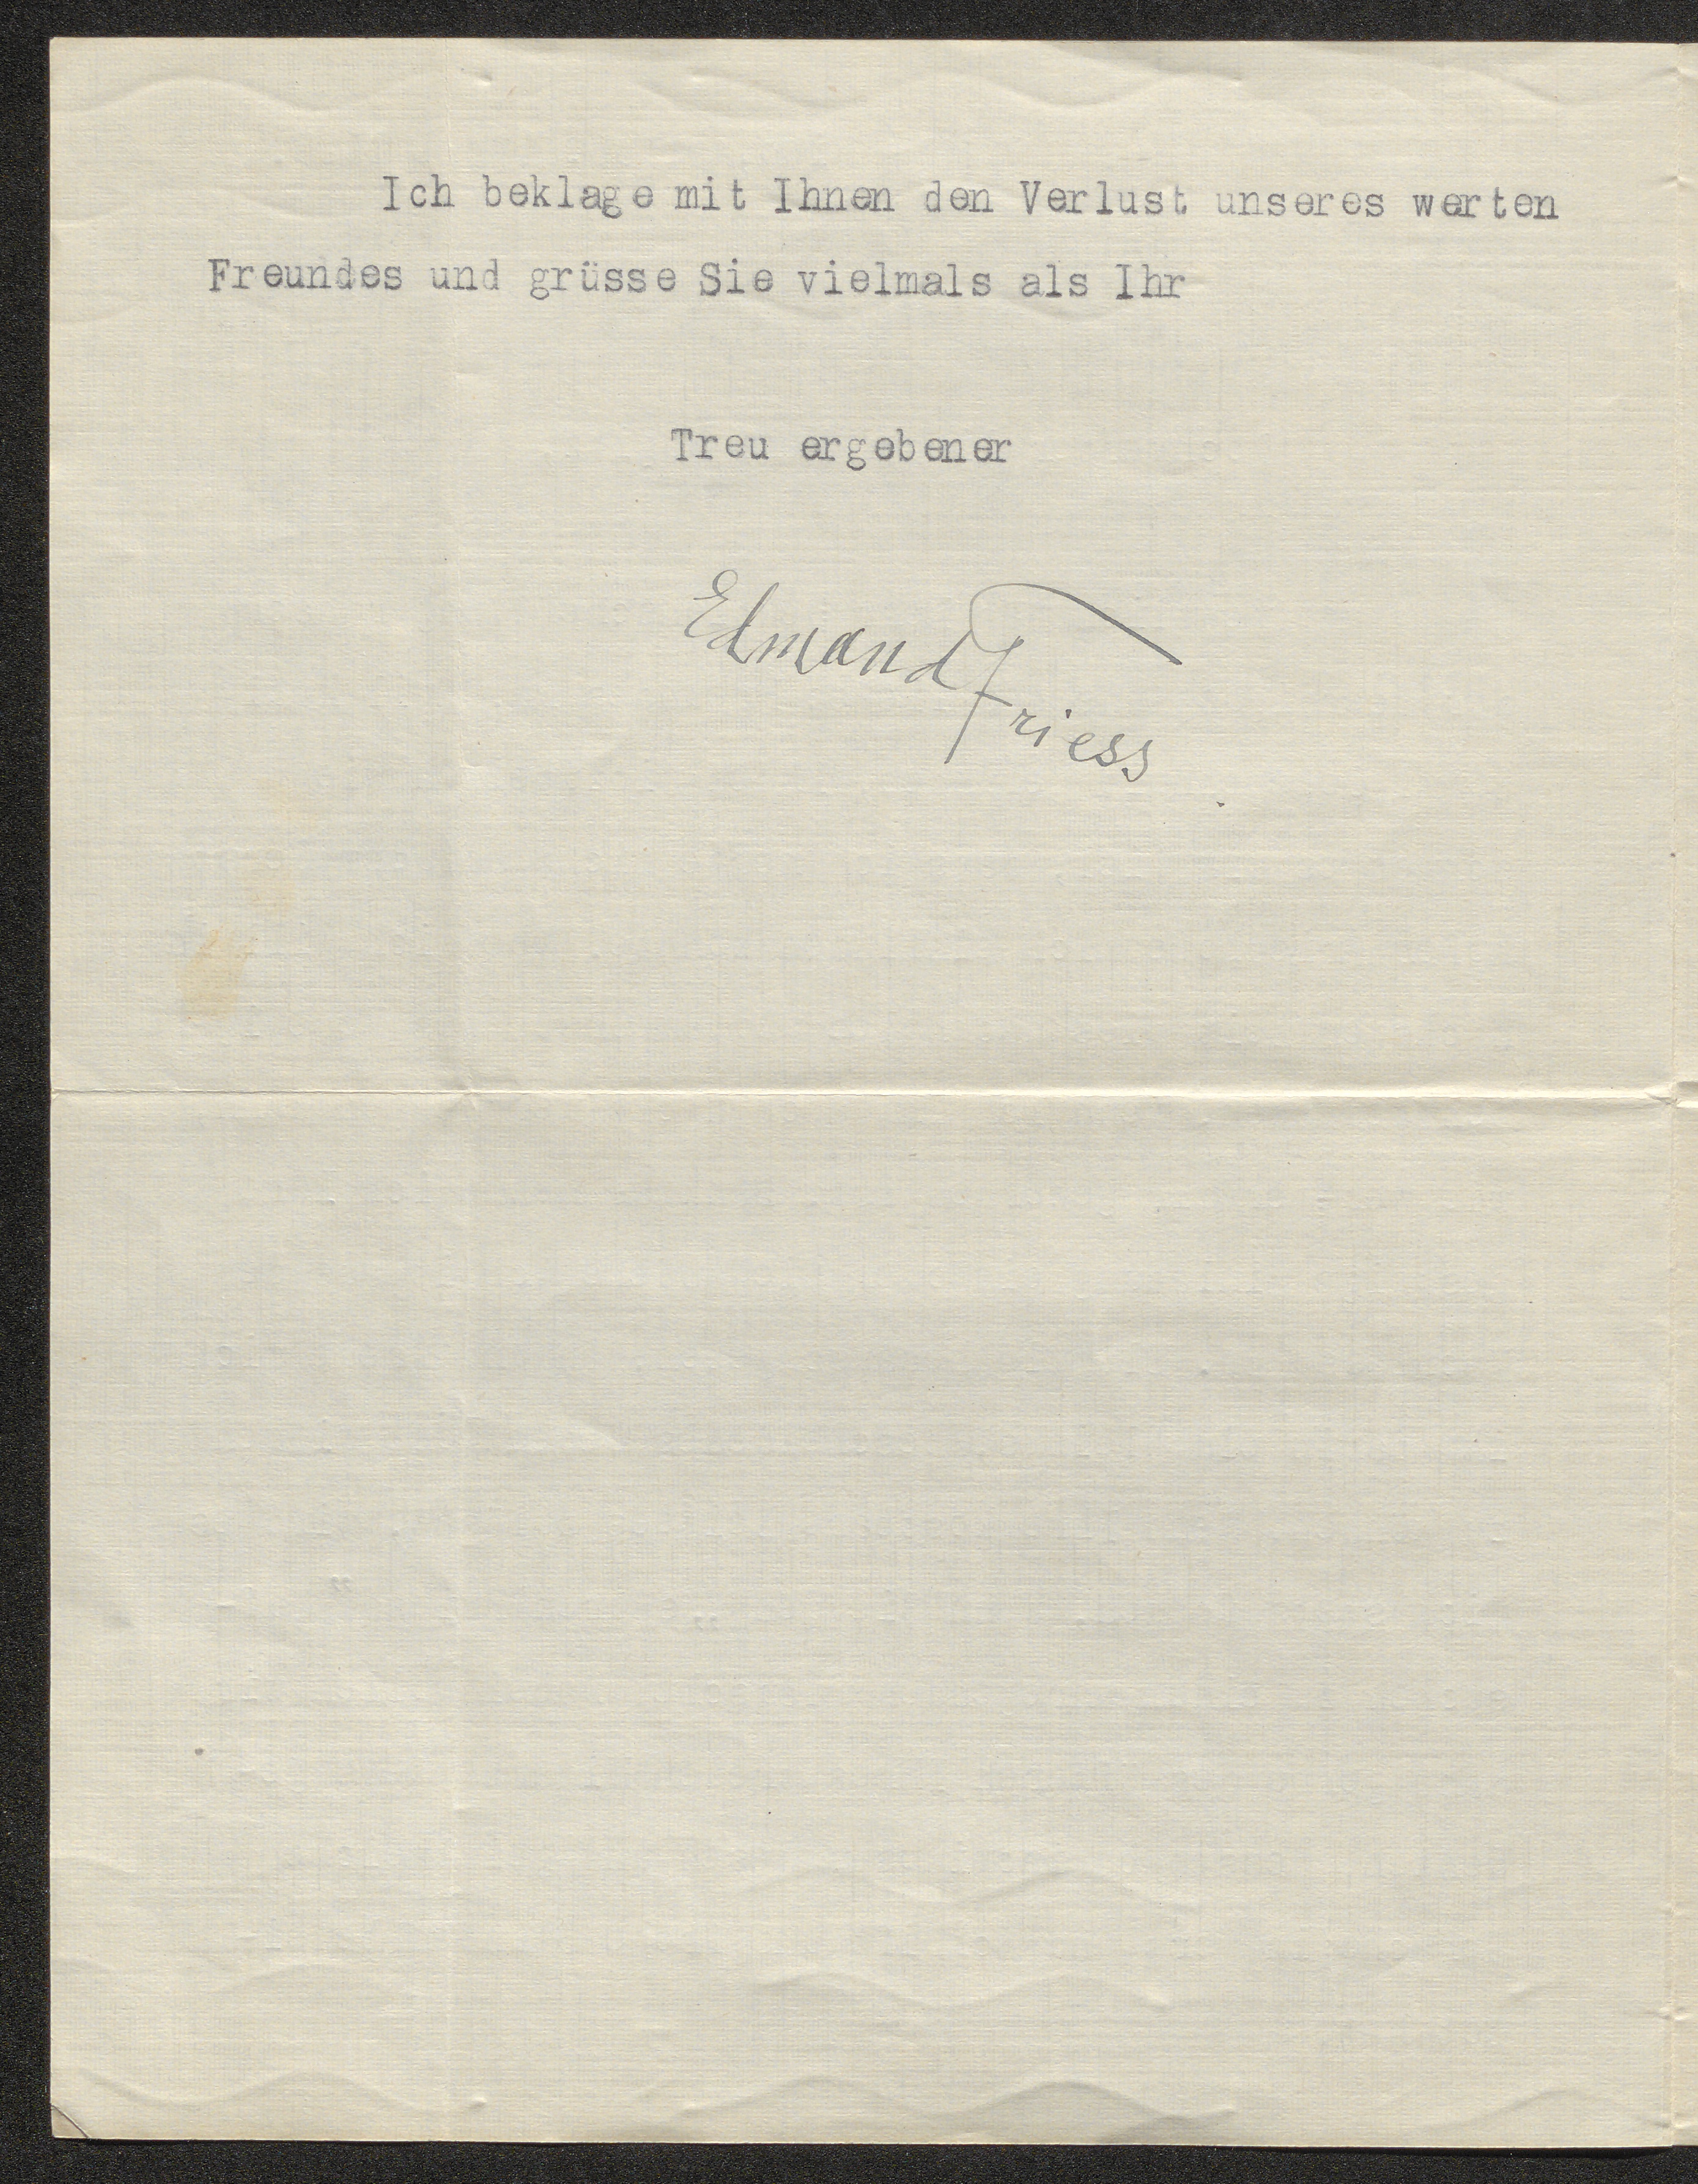 Ich beklage mit Ihnen den Verlust unseres werten
Freundes und grüsse Sie vielmals als Ihr
Treu ergebener
Edmund Friess